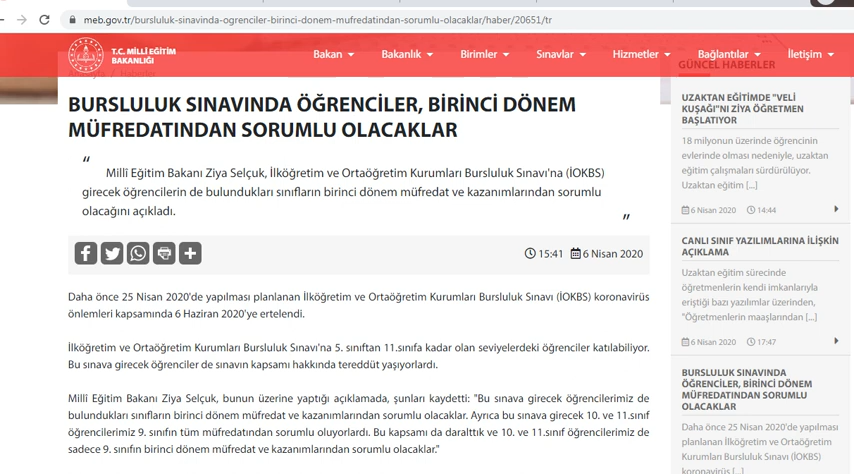 meb.gov.tr/bursluluk-sinavinda-ogrenciler-birinci-donem-mufredatindan-sorumlu-olacaklar/haber/20651/tr
T.C. MİLLÎ EĞİTİM
BAKANLIĞI
Bakan
Bakanlık
Birimler
Sınavlar
Hizmetler
Bağlantılar
İletişim
Anasayfa / Haberler
BURSLULUK SINAVINDA ÖĞRENCİLER, BİRİNCİ DÖNEM
MÜFREDATINDAN SORUMLU OLACAKLAR
“ Millî Eğitim Bakanı Ziya Selçuk, İlköğretim ve Ortaöğretim Kurumları Bursluluk Sınavı'na (İOKBS)
girecek öğrencilerin de bulundukları sınıfların birinci dönem müfredat ve kazanımlarından sorumlu
olacağını açıkladı. ”
15:41 6 Nisan 2020
Daha önce 25 Nisan 2020'de yapılması planlanan İlköğretim ve Ortaöğretim Kurumları Bursluluk Sınavı (İOKBS) koronavirüs
önlemleri kapsamında 6 Haziran 2020'ye ertelendi.
İlköğretim ve Ortaöğretim Kurumları Bursluluk Sınavı'na 5. sınıftan 11.sınıfa kadar olan seviyelerdeki öğrenciler katılabiliyor.
Bu sınava girecek öğrenciler de sınavın kapsamı hakkında tereddüt yaşıyorlardı.
Millî Eğitim Bakanı Ziya Selçuk, bunun üzerine yaptığı açıklamada, şunları kaydetti: "Bu sınava girecek öğrencilerimiz de
bulundukları sınıfların birinci dönem müfredat ve kazanımlarından sorumlu olacaklar. Ayrıca bu sınava girecek 10. ve 11.sınıf
öğrencilerimiz 9. sınıfın tüm müfredatından sorumlu oluyorlardı. Bu kapsamı da daralttık ve 10. ve 11.sınıf öğrencilerimiz de
sadece 9. sınıfın birinci dönem müfredat ve kazanımlarından sorumlu olacaklar."
GÜNCEL HABERLER
UZAKTAN EĞİTİMDE "VELİ
KUŞAĞI"NI ZİYA ÖĞRETMEN
BAŞLATIYOR
18 milyonun üzerinde öğrencinin
evlerinde olması nedeniyle, uzaktan
eğitim çalışmaları sürdürülüyor.
Uzaktan eğitim [...]
6 Nisan 2020 14:44
CANLI SINIF YAZILIMLARINA İLİŞKİN
AÇIKLAMA
Uzaktan eğitim sürecinde
öğretmenlerin kendi imkanlarıyla
eriştiği bazı yazılımlar üzerinden,
"Öğretmenlerin maaşlarından [...]
6 Nisan 2020 17:47
BURSLULUK SINAVINDA
ÖĞRENCİLER, BİRİNCİ DÖNEM
MÜFREDATINDAN SORUMLU
OLACAKLAR
Daha önce 25 Nisan 2020'de yapılması
planlanan İlköğretim ve Ortaöğretim
Kurumları Bursluluk Sınavı (İOKBS)
koronavirüs [...]